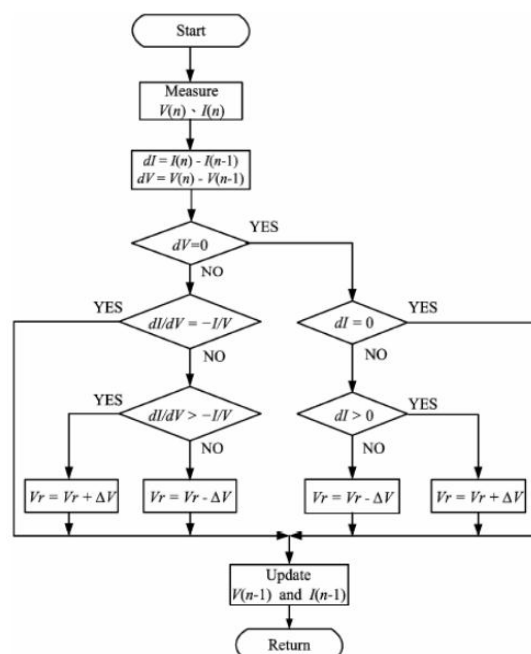 Start
Measure
V(n)、I(n)
dI = I(n) - I(n-1)
dV = V(n) - V(n-1)
YES
dV=0
NO
YES
dI/dV = −I/V
NO
dI = 0
YES
NO
YES
dI/dV > −I/V
NO
dI > 0
YES
NO
Vr = Vr + ΔV
Vr = Vr - ΔV
Vr = Vr - ΔV
Vr = Vr + ΔV
Update
V(n-1) and I(n-1)
Return